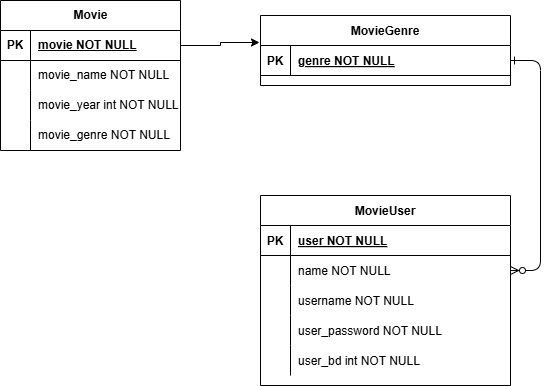 Movie
PK movie NOT NULL
movie_name NOT NULL
movie_year int NOT NULL
movie_genre NOT NULL
MovieGenre
PK genre NOT NULL
MovieUser
PK user NOT NULL
name NOT NULL
username NOT NULL
user_password NOT NULL
user_bd int NOT NULL